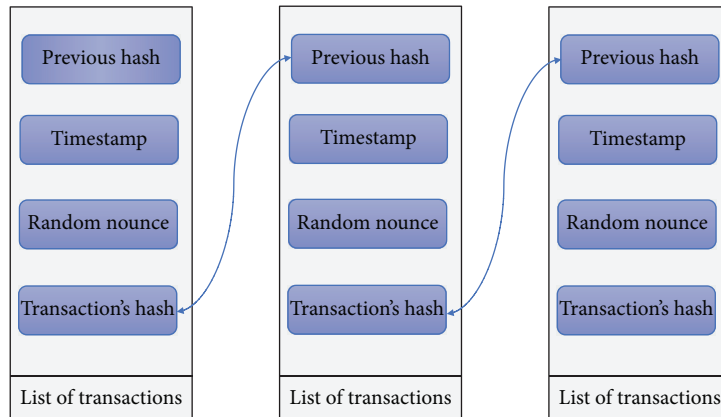 Previous hash
Timestamp
Random nounce
Transaction's hash
List of transactions
Previous hash
Timestamp
Random nounce
Transaction's hash
List of transactions
Previous hash
Timestamp
Random nounce
Transaction's hash
List of transactions